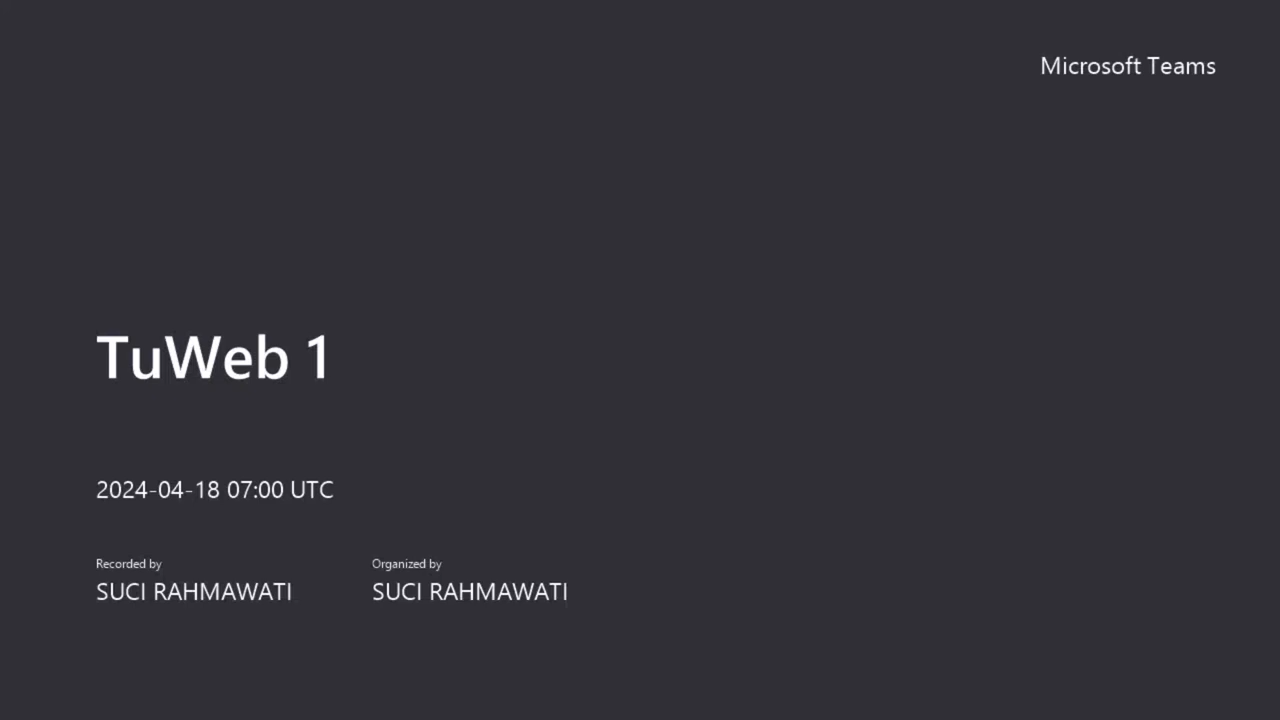 Microsoft Teams
TuWeb 1
2024-04-18 07:00 UTC
Recorded by
SUCI RAHMAWATI
Organized by
SUCI RAHMAWATI